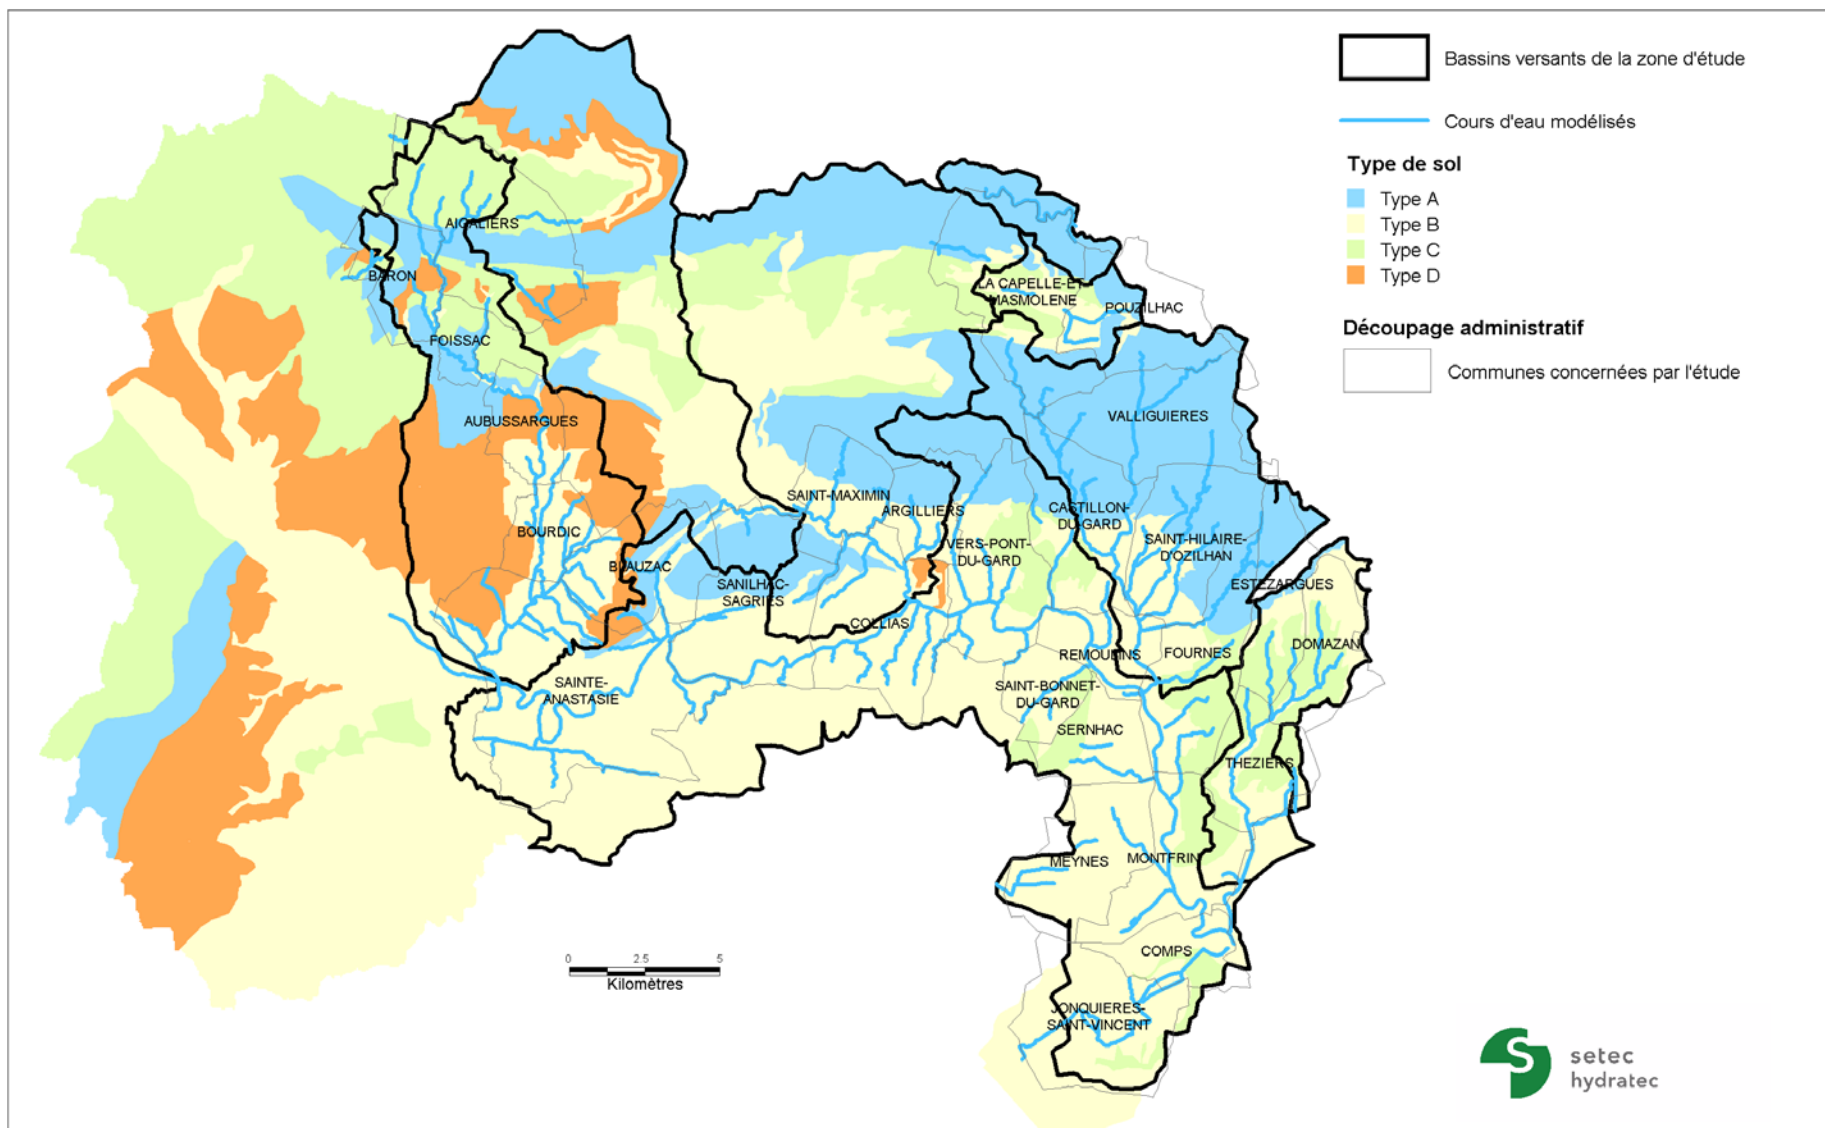 Bassins versants de la zone d'étude
Cours d'eau modélisés
Type de sol
Type A
Type B
Type C
Type D
Découpage administratif
Communes concernées par l'étude
AIGALIERS
BARON
LA CAPELLE-ET-
MASMOLENE
POUZILHAC
FOISSAC
AUBUSSARGUES
VALLIGUIERES
SAINT-MAXIMIN
ARGILLIERS
CASTILLON-
DU-GARD
BOURDIC
VERS-PONT-
DU-GARD
SAINT-HILAIRE-
D'OZILHAN
BLAUZAC
SANILHAC-
SAGRIES
ESTEZARGUES
COLLIAS
DOMAZAN
REMOULINS
FOURNES
SAINTE-
ANASTASIE
SAINT-BONNET-
DU-GARD
SERNHAC
THEZIERS
MEYNES
MONTFRIN
COMPS
0 2.5 5
Kilomètres
JONQUIERES-
SAINT-VINCENT
S
setec
hydratec